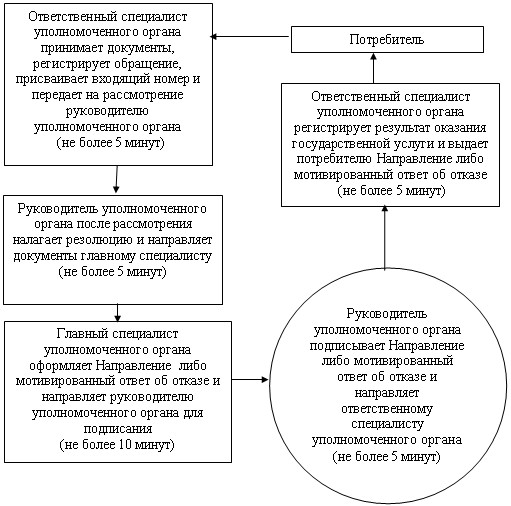 Потребитель
Ответственный специалист
уполномоченного органа
принимает документы,
регистрирует обращение,
присваивает входящий номер и
передает на рассмотрение
руководителю
уполномоченного органа
(не более 5 минут)
Руководитель уполномоченного
органа после рассмотрения
налагает резолюцию и направляет
документы главному специалисту
(не более 5 минут)
Главный специалист
уполномоченного органа
оформляет Направление либо
мотивированный ответ об отказе и
направляет руководителю
уполномоченного органа для
подписания
(не более 10 минут)
Руководитель
уполномоченного органа
подписывает Направление
либо мотивированный
ответ об отказе и
направляет
ответственному
специалисту
уполномоченного органа
(не более 5 минут)
Ответственный специалист
уполномоченного органа
регистрирует результат оказания
государственной услуги и выдает
потребителю Направление либо
мотивированный ответ об отказе
(не более 5 минут)